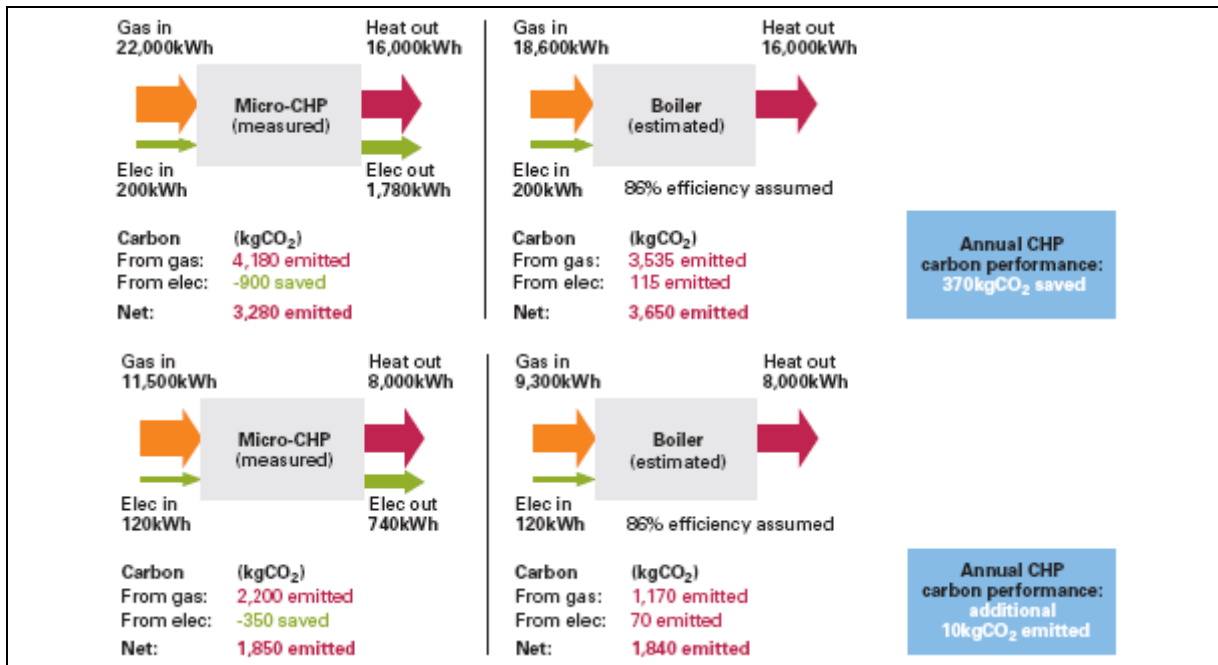 Gas in
22,000kWh
Heat out
16,000kWh
Micro-CHP
(measured)
Elec in
200kWh
Elec out
1,780kWh
Carbon (kgCO₂)
From gas: 4,180 emitted
From elec: -900 saved
Net: 3,280 emitted
Gas in
18,600kWh
Heat out
16,000kWh
Boiler
(estimated)
Elec in
200kWh
86% efficiency assumed
Carbon (kgCO₂)
From gas: 3,535 emitted
From elec: 115 emitted
Net: 3,650 emitted
Annual CHP
carbon performance:
370kgCO₂ saved
Gas in
11,500kWh
Heat out
8,000kWh
Micro-CHP
(measured)
Elec in
120kWh
Elec out
740kWh
Carbon (kgCO₂)
From gas: 2,200 emitted
From elec: -350 saved
Net: 1,850 emitted
Gas in
9,300kWh
Heat out
8,000kWh
Boiler
(estimated)
Elec in
120kWh
86% efficiency assumed
Carbon (kgCO₂)
From gas: 1,170 emitted
From elec: 70 emitted
Net: 1,840 emitted
Annual CHP
carbon performance:
additional
10kgCO₂ emitted